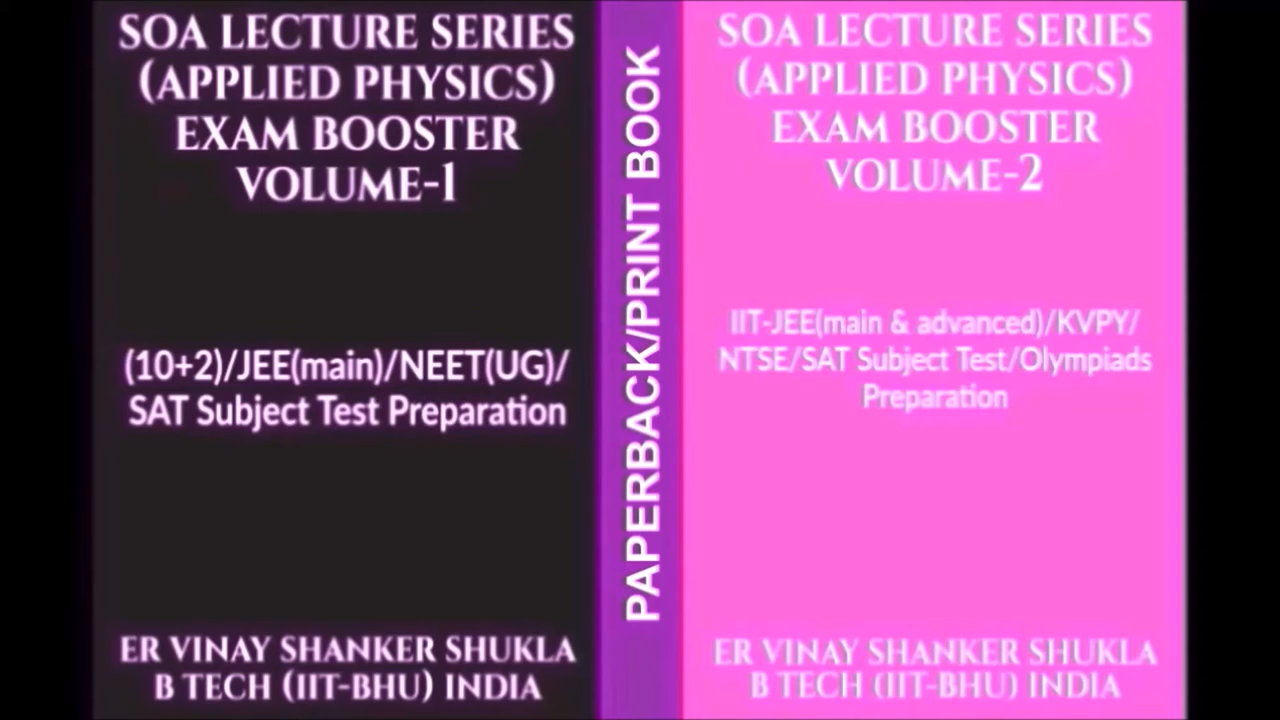 SOA LECTURE SERIES
(APPLIED PHYSICS)
EXAM BOOSTER
VOLUME-1
(10+2)/JEE(main)/NEET(UG)/
SAT Subject Test Preparation
ER VINAY SHANKER SHUKLA
B TECH (IIT-BHU) INDIA
PAPERBACK/PRINT BOOK
SOA LECTURE SERIES
(APPLIED PHYSICS)
EXAM BOOSTER
VOLUME-2
IIT-JEE(main & advanced)/KVPY/
NTSE/SAT Subject Test/Olympiads
Preparation
ER VINAY SHANKER SHUKLA
B TECH (IIT-BHU) INDIA